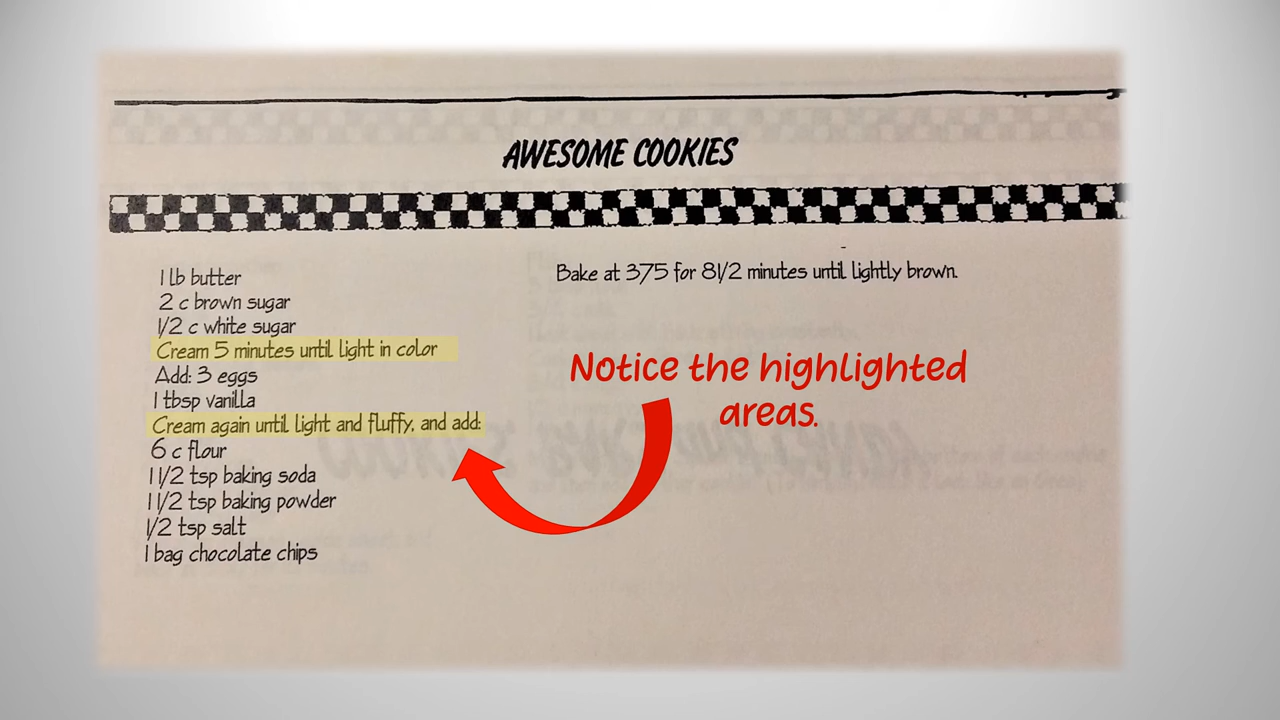 AWESOME COOKIES
1 lb butter
2 c brown sugar
1/2 c white sugar
Cream 5 minutes until light in color
Add: 3 eggs
1 tbsp vanilla
Cream again until light and fluffy, and add:
6 c flour
1 1/2 tsp baking soda
1 1/2 tsp baking powder
1/2 tsp salt
1 bag chocolate chips
Bake at 375 for 8 1/2 minutes until lightly brown.
Notice the highlighted
areas.